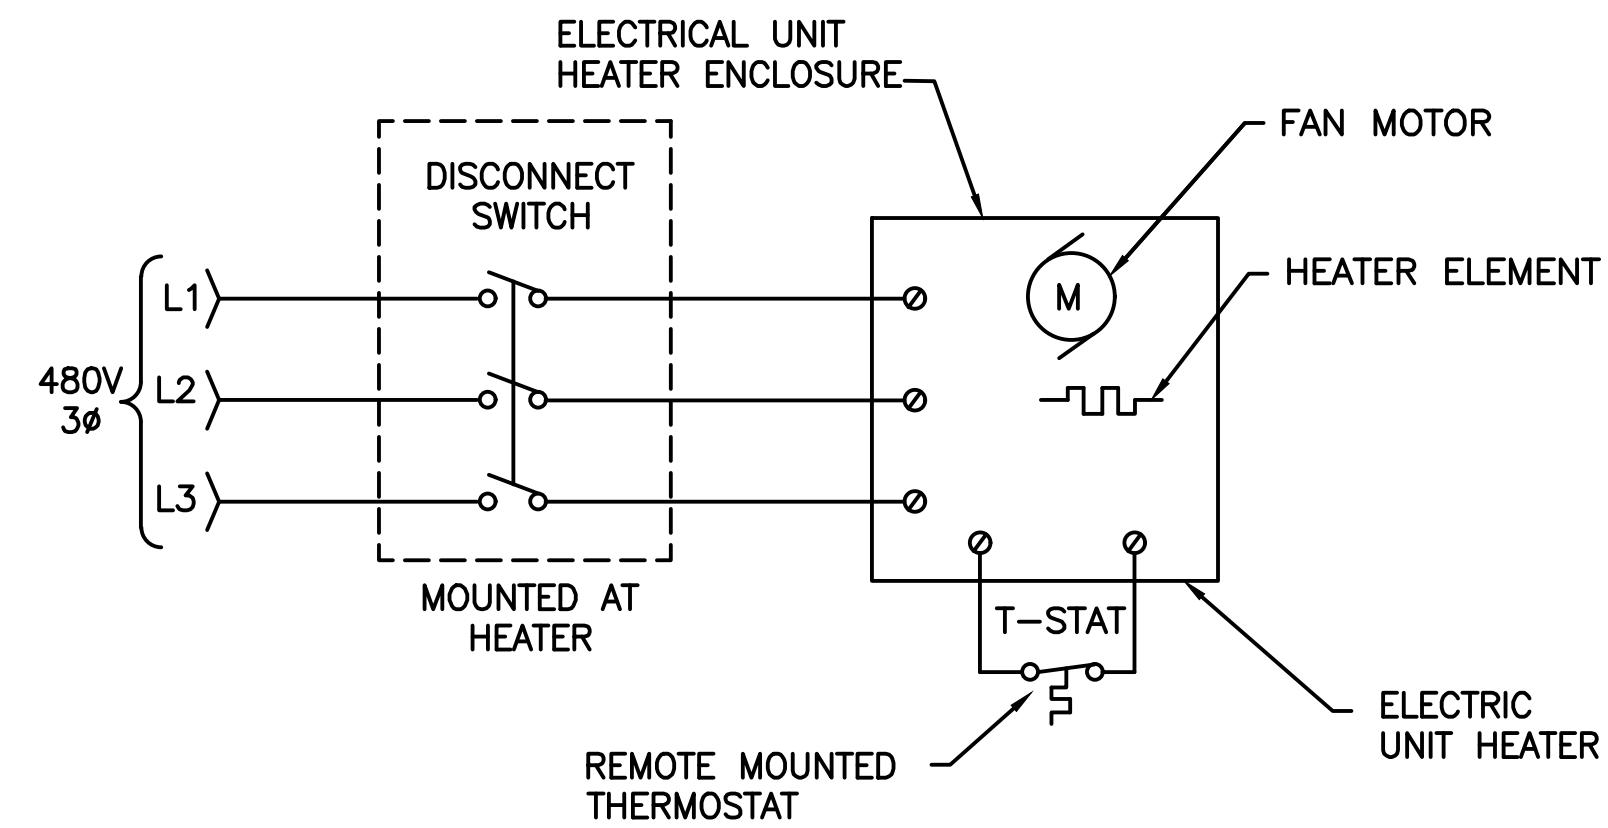 ELECTRICAL UNIT
HEATER ENCLOSURE
FAN MOTOR
DISCONNECT
SWITCH
HEATER ELEMENT
L1
M
480V
3ø
L2
L3
MOUNTED AT
HEATER
T-STAT
ELECTRIC
UNIT HEATER
REMOTE MOUNTED
THERMOSTAT